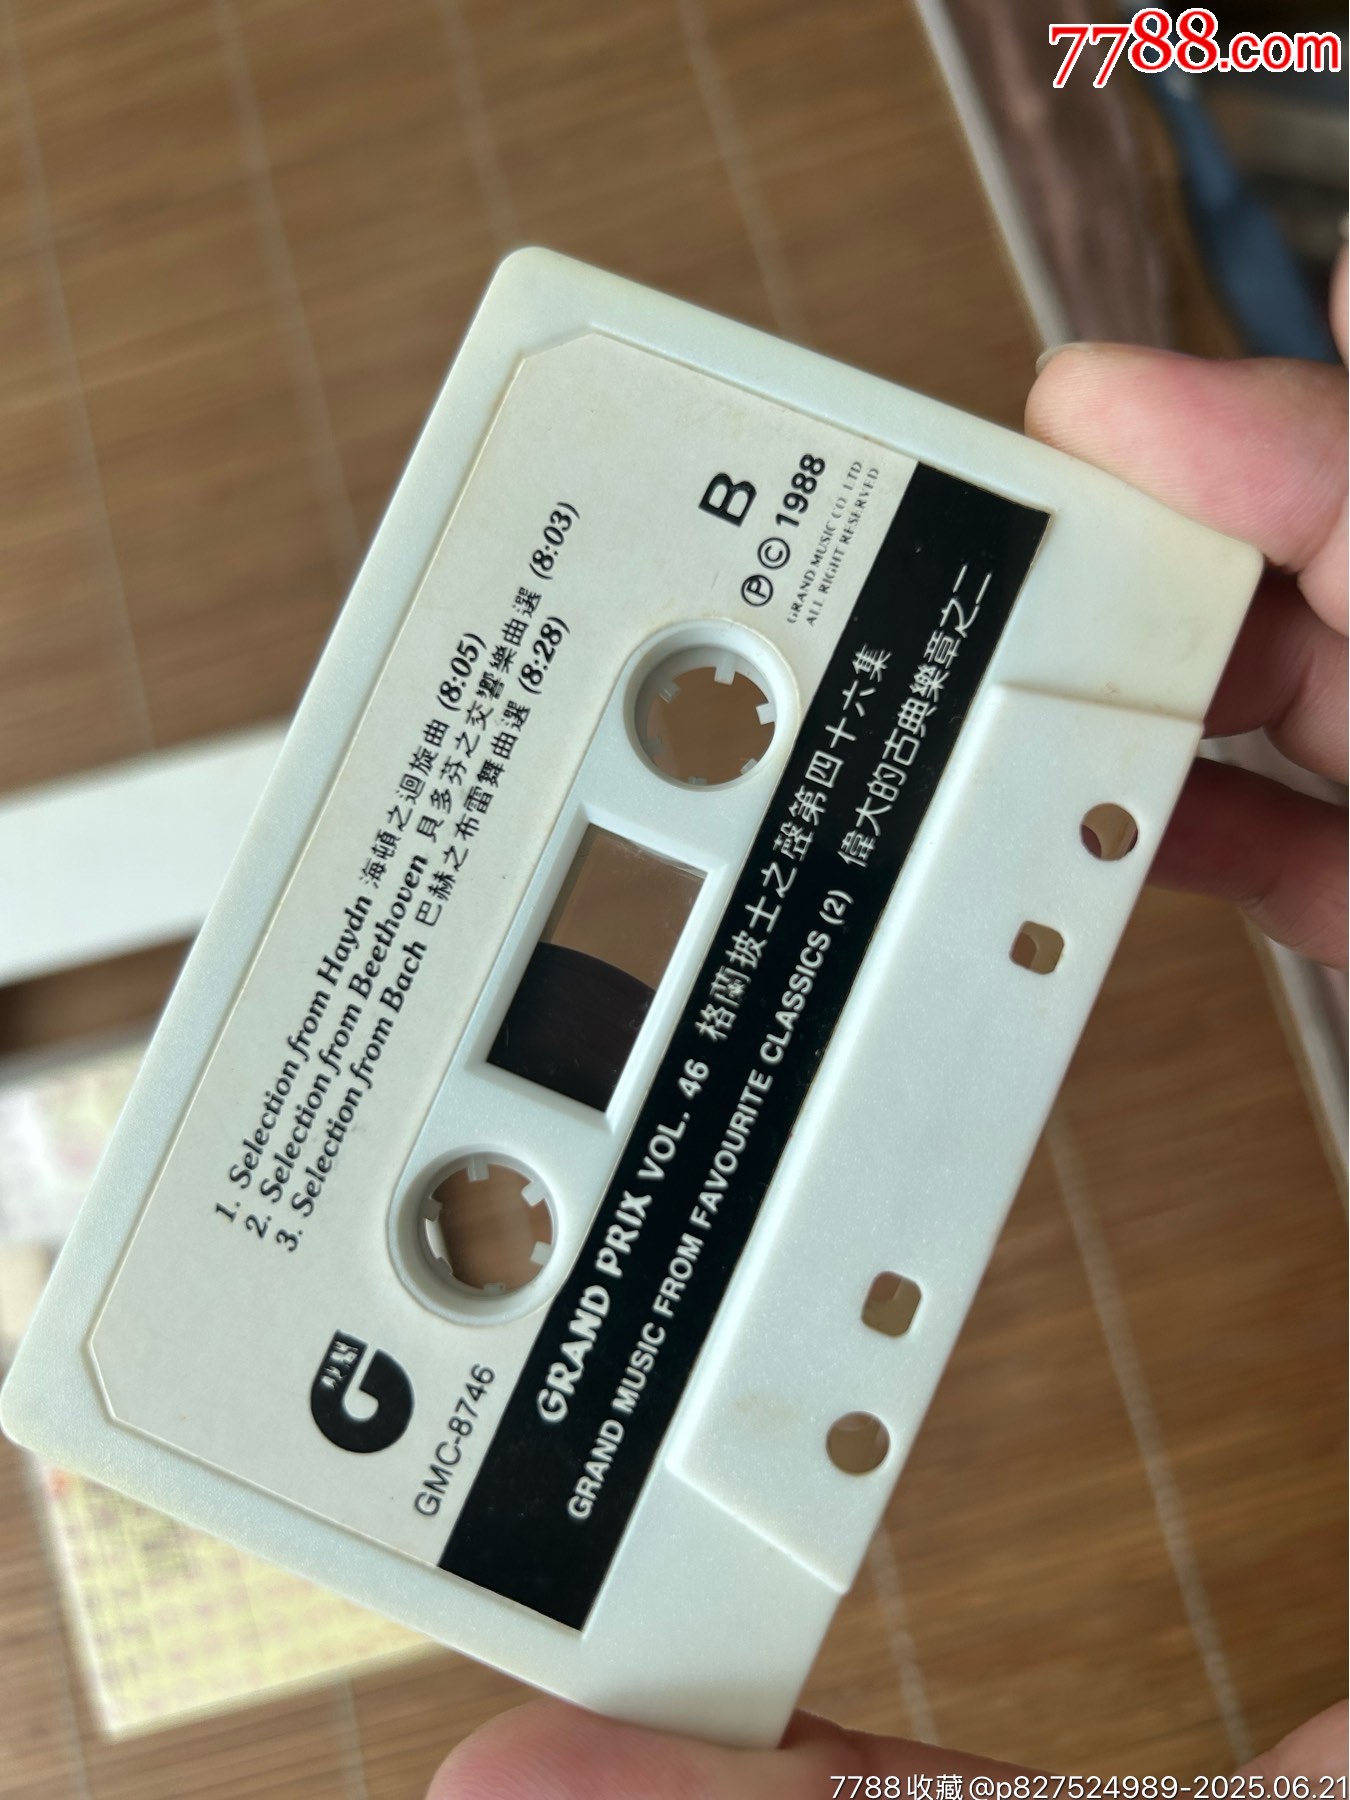 7788.com
1. Selection from Haydn 海頓之迴旋曲 (8:05)
2. Selection from Beethoven 貝多芬之交響樂曲選 (8:03)
3. Selection from Bach 巴赫之布雷舞曲選 (8:28)
B
Ⓟ © 1988
GRAND MUSIC CO. LTD
ALL RIGHT RESERVED
G
GMC-8746
GRAND PRIX VOL. 46 格蘭披士之聲第四十六集
GRAND MUSIC FROM FAVOURITE CLASSICS (2) 偉大的古典樂章之二
7788收藏@p827524989-2025.06.21